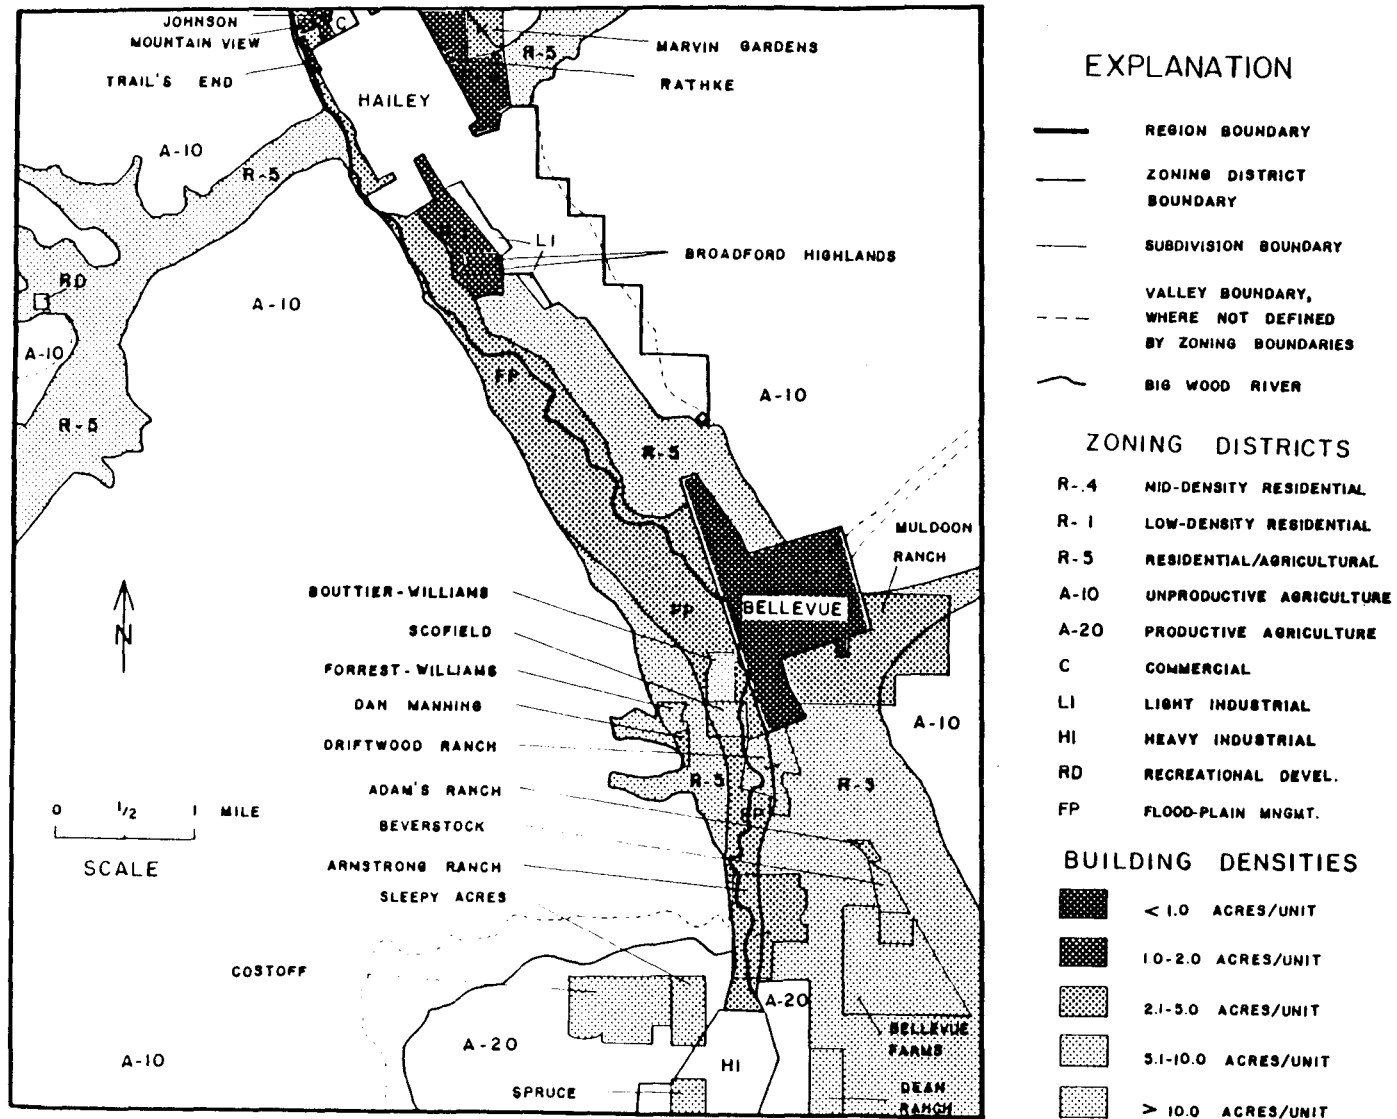 JOHNSON
MOUNTAIN VIEW
TRAIL'S END
C
R-5
MARVIN GARDENS
RATHKE
HAILEY
A-10
R-5
RD
A-10
A-10
R-5
LI
BROADFORD HIGHLANDS
FP
A-10
R-5
MULDOON
RANCH
BELLEVUE
FP
N
BOUTTIER-WILLIAMS
SCOFIELD
FORREST-WILLIAMS
DAN MANNING
DRIFTWOOD RANCH
ADAM'S RANCH
BEVERSTOCK
ARMSTRONG RANCH
SLEEPY ACRES
COSTOFF
A-10
R-5
R-5
FP
0 1/2 1 MILE
SCALE
A-20
A-20
BELLEVUE
FARMS
A-10
HI
SPRUCE
DEAN
RANCH
EXPLANATION
REGION BOUNDARY
ZONING DISTRICT
BOUNDARY
SUBDIVISION BOUNDARY
VALLEY BOUNDARY,
WHERE NOT DEFINED
BY ZONING BOUNDARIES
BIG WOOD RIVER
ZONING DISTRICTS
R-.4 MID-DENSITY RESIDENTIAL
R-1 LOW-DENSITY RESIDENTIAL
R-5 RESIDENTIAL/AGRICULTURAL
A-10 UNPRODUCTIVE AGRICULTURE
A-20 PRODUCTIVE AGRICULTURE
C COMMERCIAL
LI LIGHT INDUSTRIAL
HI HEAVY INDUSTRIAL
RD RECREATIONAL DEVEL.
FP FLOOD-PLAIN MNGMT.
BUILDING DENSITIES
< 1.0 ACRES/UNIT
1.0-2.0 ACRES/UNIT
2.1-5.0 ACRES/UNIT
5.1-10.0 ACRES/UNIT
> 10.0 ACRES/UNIT